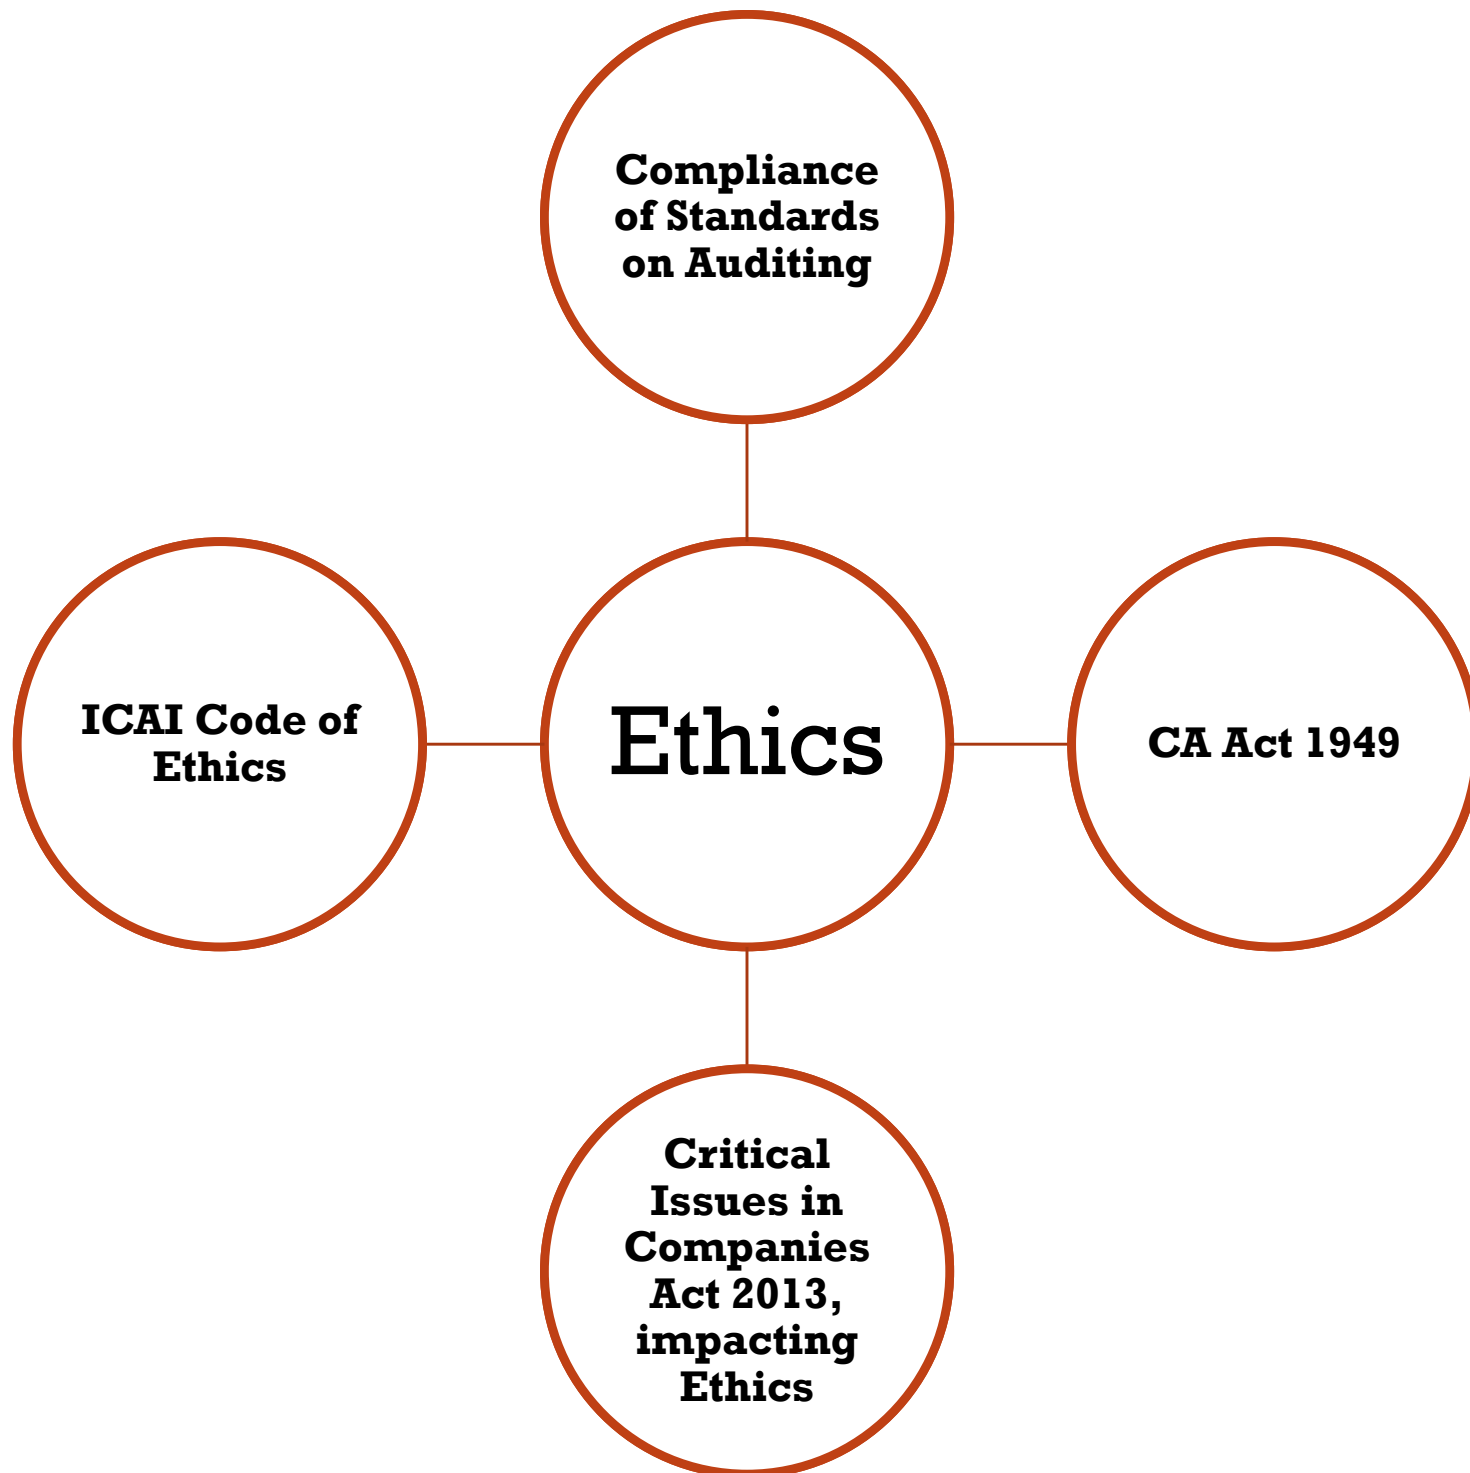 Compliance
of Standards
on Auditing
ICAI Code of
Ethics
Ethics
CA Act 1949
Critical
Issues in
Companies
Act 2013,
impacting
Ethics